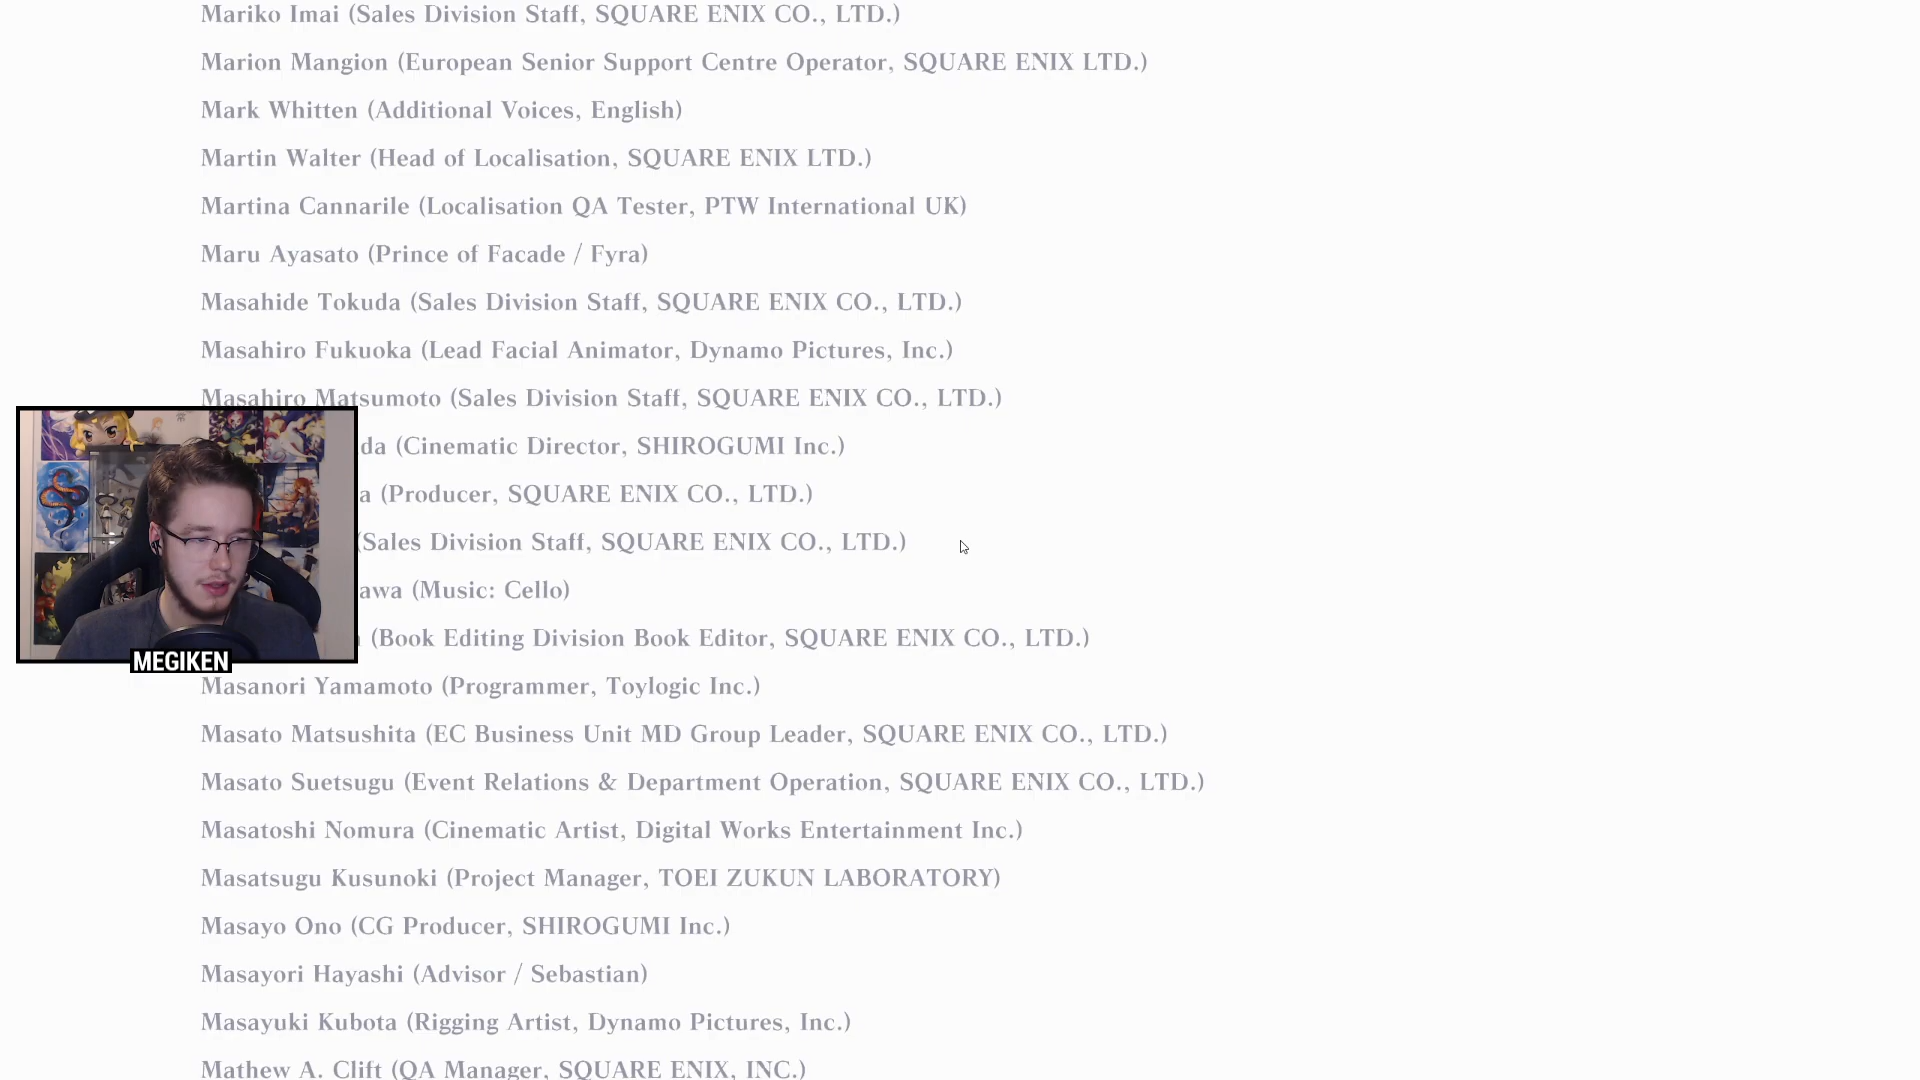 Mariko Imai (Sales Division Staff, SQUARE ENIX CO., LTD.)
Marion Mangion (European Senior Support Centre Operator, SQUARE ENIX LTD.)
Mark Whitten (Additional Voices, English)
Martin Walter (Head of Localisation, SQUARE ENIX LTD.)
Martina Cannarile (Localisation QA Tester, PTW International UK)
Maru Ayasato (Prince of Facade / Fyra)
Masahide Tokuda (Sales Division Staff, SQUARE ENIX CO., LTD.)
Masahiro Fukuoka (Lead Facial Animator, Dynamo Pictures, Inc.)
Masahiro Matsumoto (Sales Division Staff, SQUARE ENIX CO., LTD.)
da (Cinematic Director, SHIROGUMI Inc.)
a (Producer, SQUARE ENIX CO., LTD.)
(Sales Division Staff, SQUARE ENIX CO., LTD.)
awa (Music: Cello)
(Book Editing Division Book Editor, SQUARE ENIX CO., LTD.)
MEGIKEN
Masanori Yamamoto (Programmer, Toylogic Inc.)
Masato Matsushita (EC Business Unit MD Group Leader, SQUARE ENIX CO., LTD.)
Masato Suetsugu (Event Relations & Department Operation, SQUARE ENIX CO., LTD.)
Masatoshi Nomura (Cinematic Artist, Digital Works Entertainment Inc.)
Masatsugu Kusunoki (Project Manager, TOEI ZUKUN LABORATORY)
Masayo Ono (CG Producer, SHIROGUMI Inc.)
Masayori Hayashi (Advisor / Sebastian)
Masayuki Kubota (Rigging Artist, Dynamo Pictures, Inc.)
Mathew A. Clift (QA Manager, SQUARE ENIX, INC.)